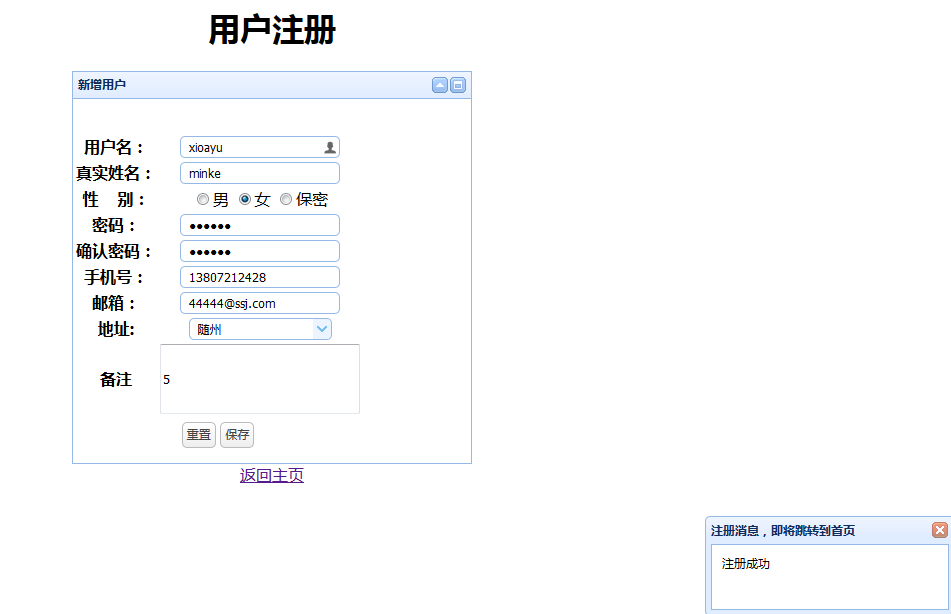 用户注册
新增用户
用户名： xioayu
真实姓名： minke
性 别： 男 女 保密
密码： ●●●●●●
确认密码： ●●●●●●
手机号： 13807212428
邮箱： 44444@ssj.com
地址: 随州
备注 5
重置 保存
返回主页
注册消息，即将跳转到首页
注册成功